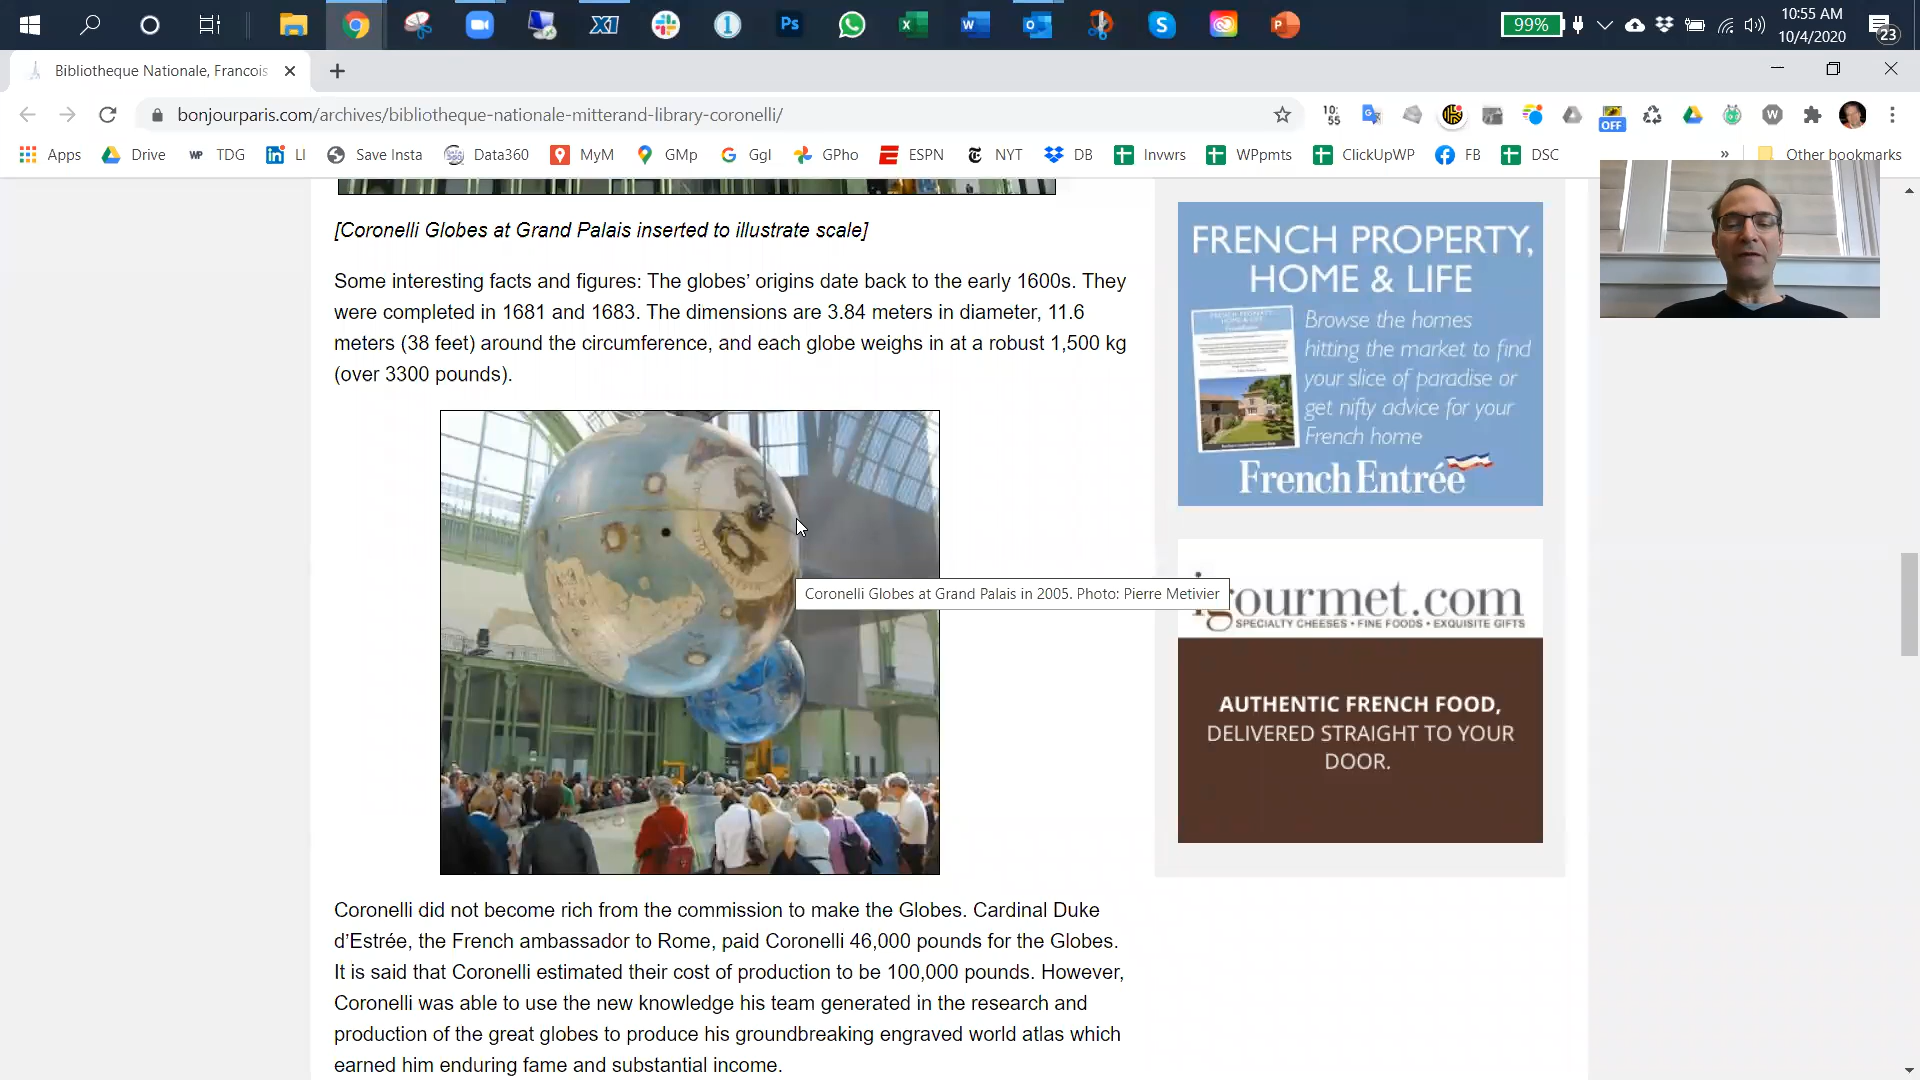 99%
10:55 AM
10/4/2020
23
Bibliotheque Nationale, Francois
bonjourparis.com/archives/bibliotheque-nationale-mitterand-library-coronelli/
10:
55
OFF
Apps
Drive
WP TDG
LI
Save Insta
Data360
MyM
GMp
Ggl
GPho
ESPN
NYT
DB
Invwrs
WPpmts
ClickUpWP
FB
DSC
»
Other bookmarks
[Coronelli Globes at Grand Palais inserted to illustrate scale]
Some interesting facts and figures: The globes’ origins date back to the early 1600s. They
were completed in 1681 and 1683. The dimensions are 3.84 meters in diameter, 11.6
meters (38 feet) around the circumference, and each globe weighs in at a robust 1,500 kg
(over 3300 pounds).
Coronelli Globes at Grand Palais in 2005. Photo: Pierre Metivier
Coronelli did not become rich from the commission to make the Globes. Cardinal Duke
d’Estrée, the French ambassador to Rome, paid Coronelli 46,000 pounds for the Globes.
It is said that Coronelli estimated their cost of production to be 100,000 pounds. However,
Coronelli was able to use the new knowledge his team generated in the research and
production of the great globes to produce his groundbreaking engraved world atlas which
earned him enduring fame and substantial income.
FRENCH PROPERTY,
HOME & LIFE
Browse the homes
hitting the market to find
your slice of paradise or
get nifty advice for your
French home
FrenchEntrée
igourmet.com
SPECIALTY CHEESES • FINE FOODS • EXQUISITE GIFTS
AUTHENTIC FRENCH FOOD,
DELIVERED STRAIGHT TO YOUR
DOOR.